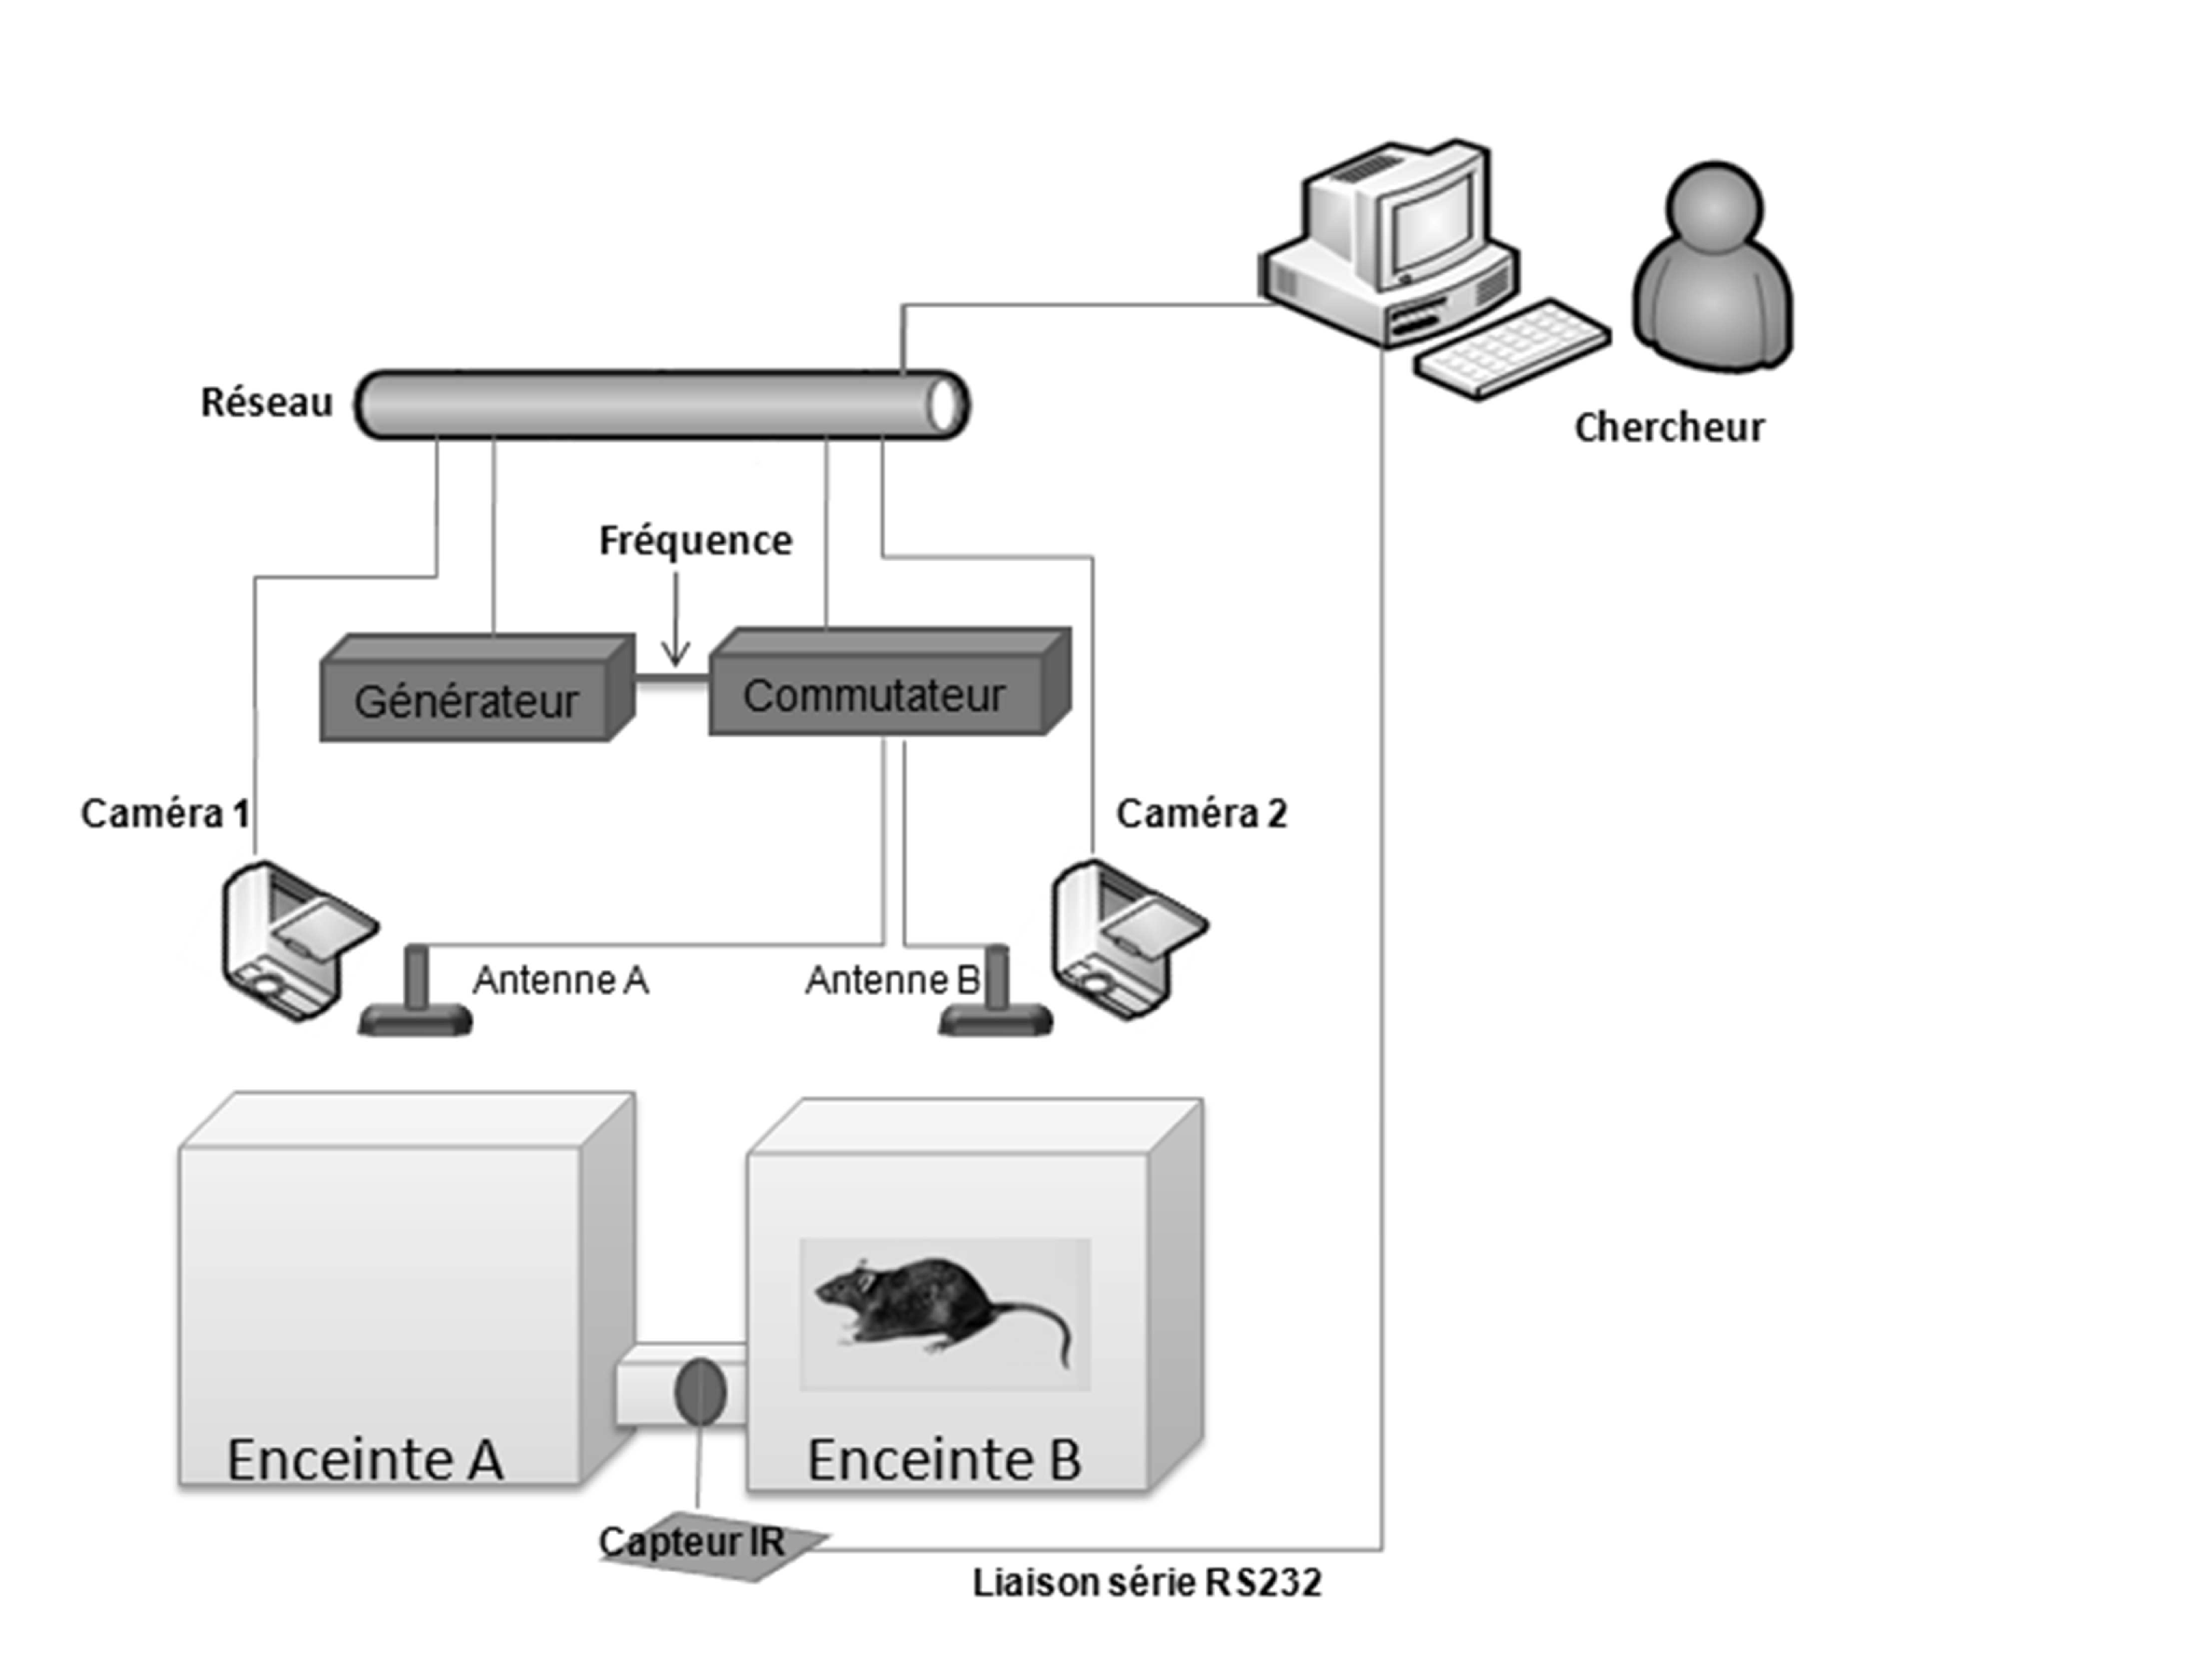 Réseau
Chercheur
Fréquence
Générateur
Commutateur
Caméra 1
Caméra 2
Antenne A
Antenne B
Enceinte A
Enceinte B
Capteur IR
Liaison série RS232